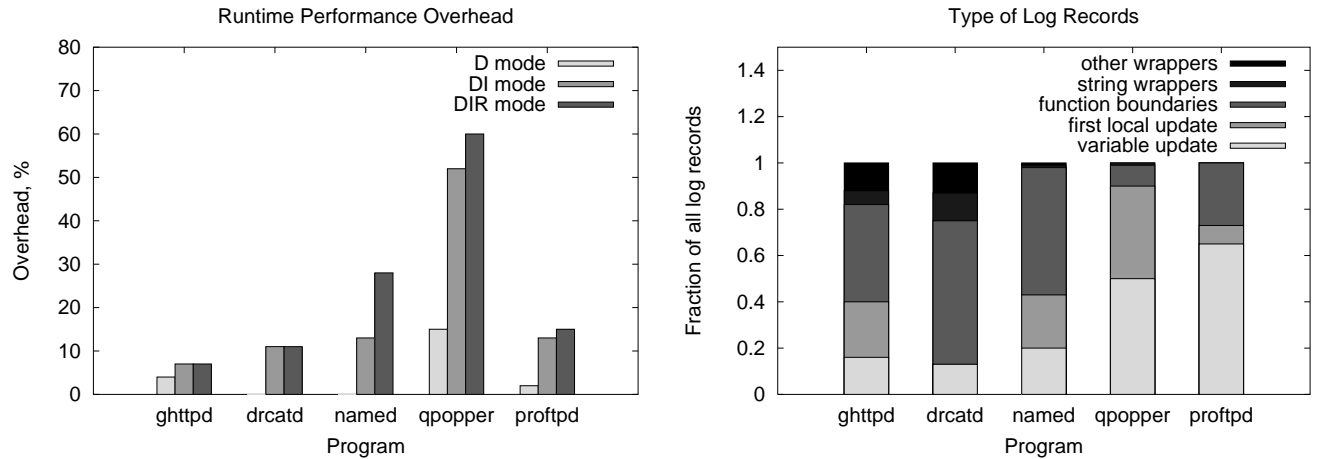 Runtime Performance Overhead
80
70
60
50
40
30
20
10
0
Overhead, %
D mode
DI mode
DIR mode
ghttpd drcatd named qpopper proftpd
Program
Type of Log Records
1.4
1.2
1
0.8
0.6
0.4
0.2
0
Fraction of all log records
other wrappers
string wrappers
function boundaries
first local update
variable update
ghttpd drcatd named qpopper proftpd
Program